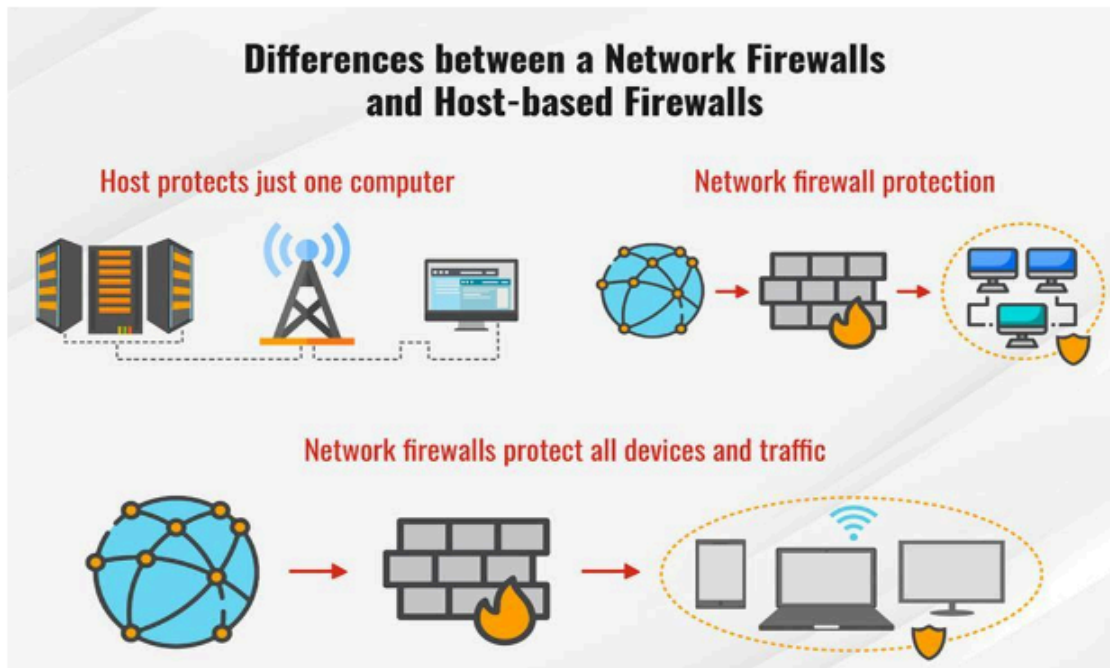 Differences between a Network Firewalls
and Host-based Firewalls
Host protects just one computer
Network firewall protection
Network firewalls protect all devices and traffic